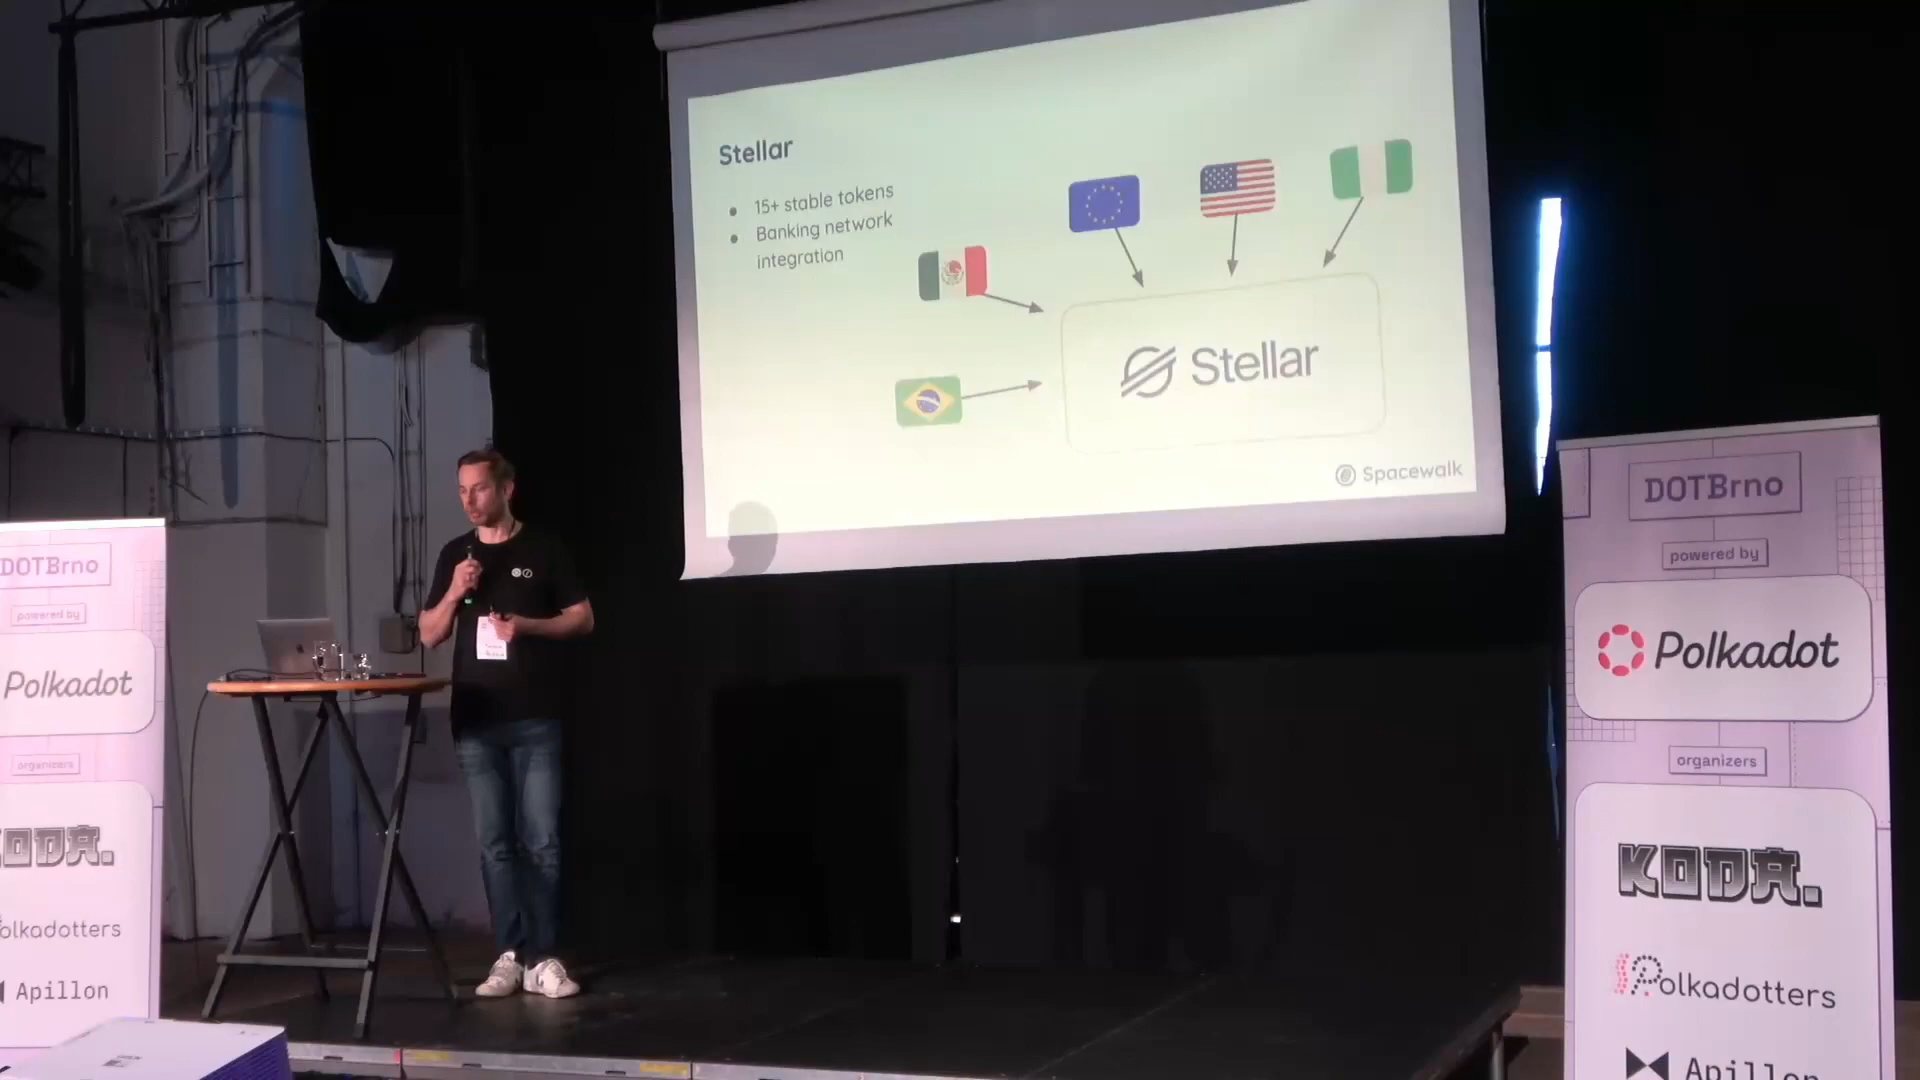 Stellar
15+ stable tokens
Banking network
integration
Stellar
Spacewalk
DOTBrno
powered by
Polkadot
organizers
KODA.
olkadotters
Apillon
DOTBrno
powered by
Polkadot
organizers
KODA.
Polkadotters
Apillon